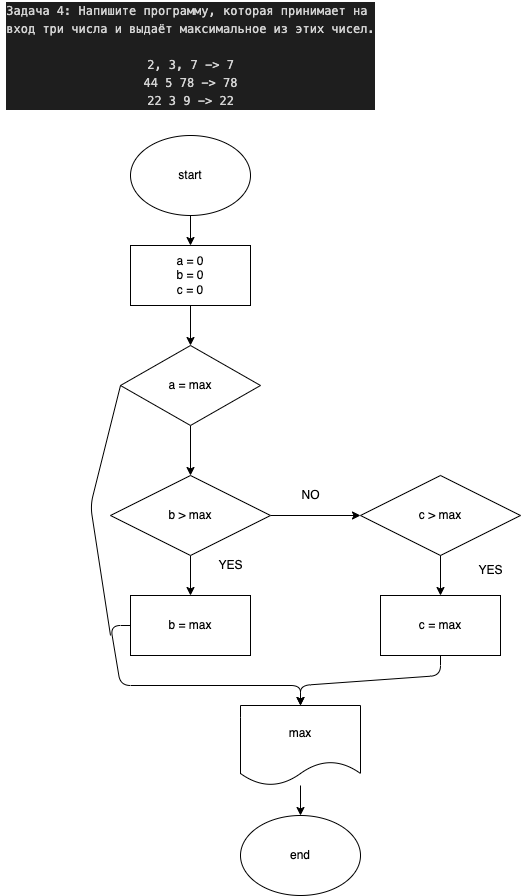 Задача 4: Напишите программу, которая принимает на
вход три числа и выдаёт максимальное из этих чисел.
2, 3, 7 -> 7
44 5 78 -> 78
22 3 9 -> 22
start
a = 0
b = 0
c = 0
a = max
b > max
NO
c > max
YES
YES
b = max
c = max
max
end